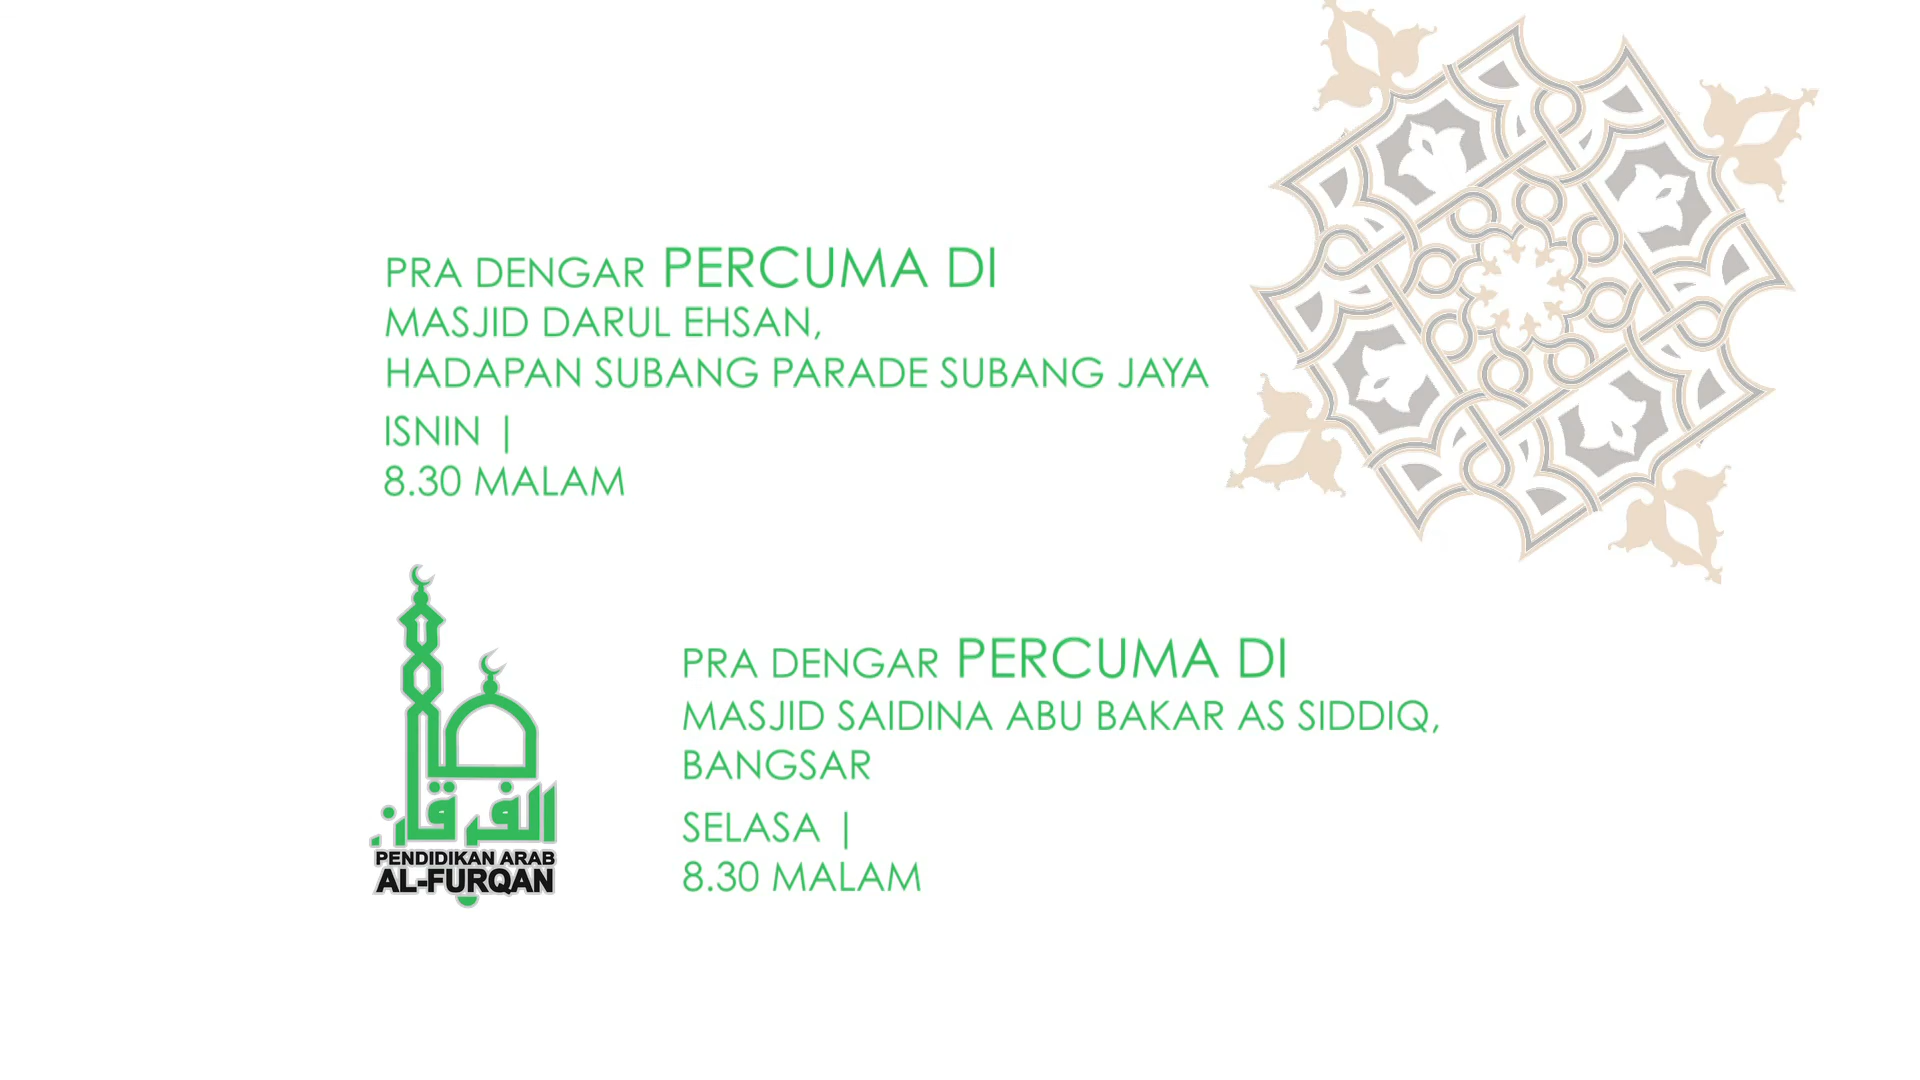 PRA DENGAR PERCUMA DI
MASJID DARUL EHSAN,
HADAPAN SUBANG PARADE SUBANG JAYA
ISNIN |
8.30 MALAM
الفرقان
PENDIDIKAN ARAB
AL-FURQAN
PRA DENGAR PERCUMA DI
MASJID SAIDINA ABU BAKAR AS SIDDIQ,
BANGSAR
SELASA |
8.30 MALAM